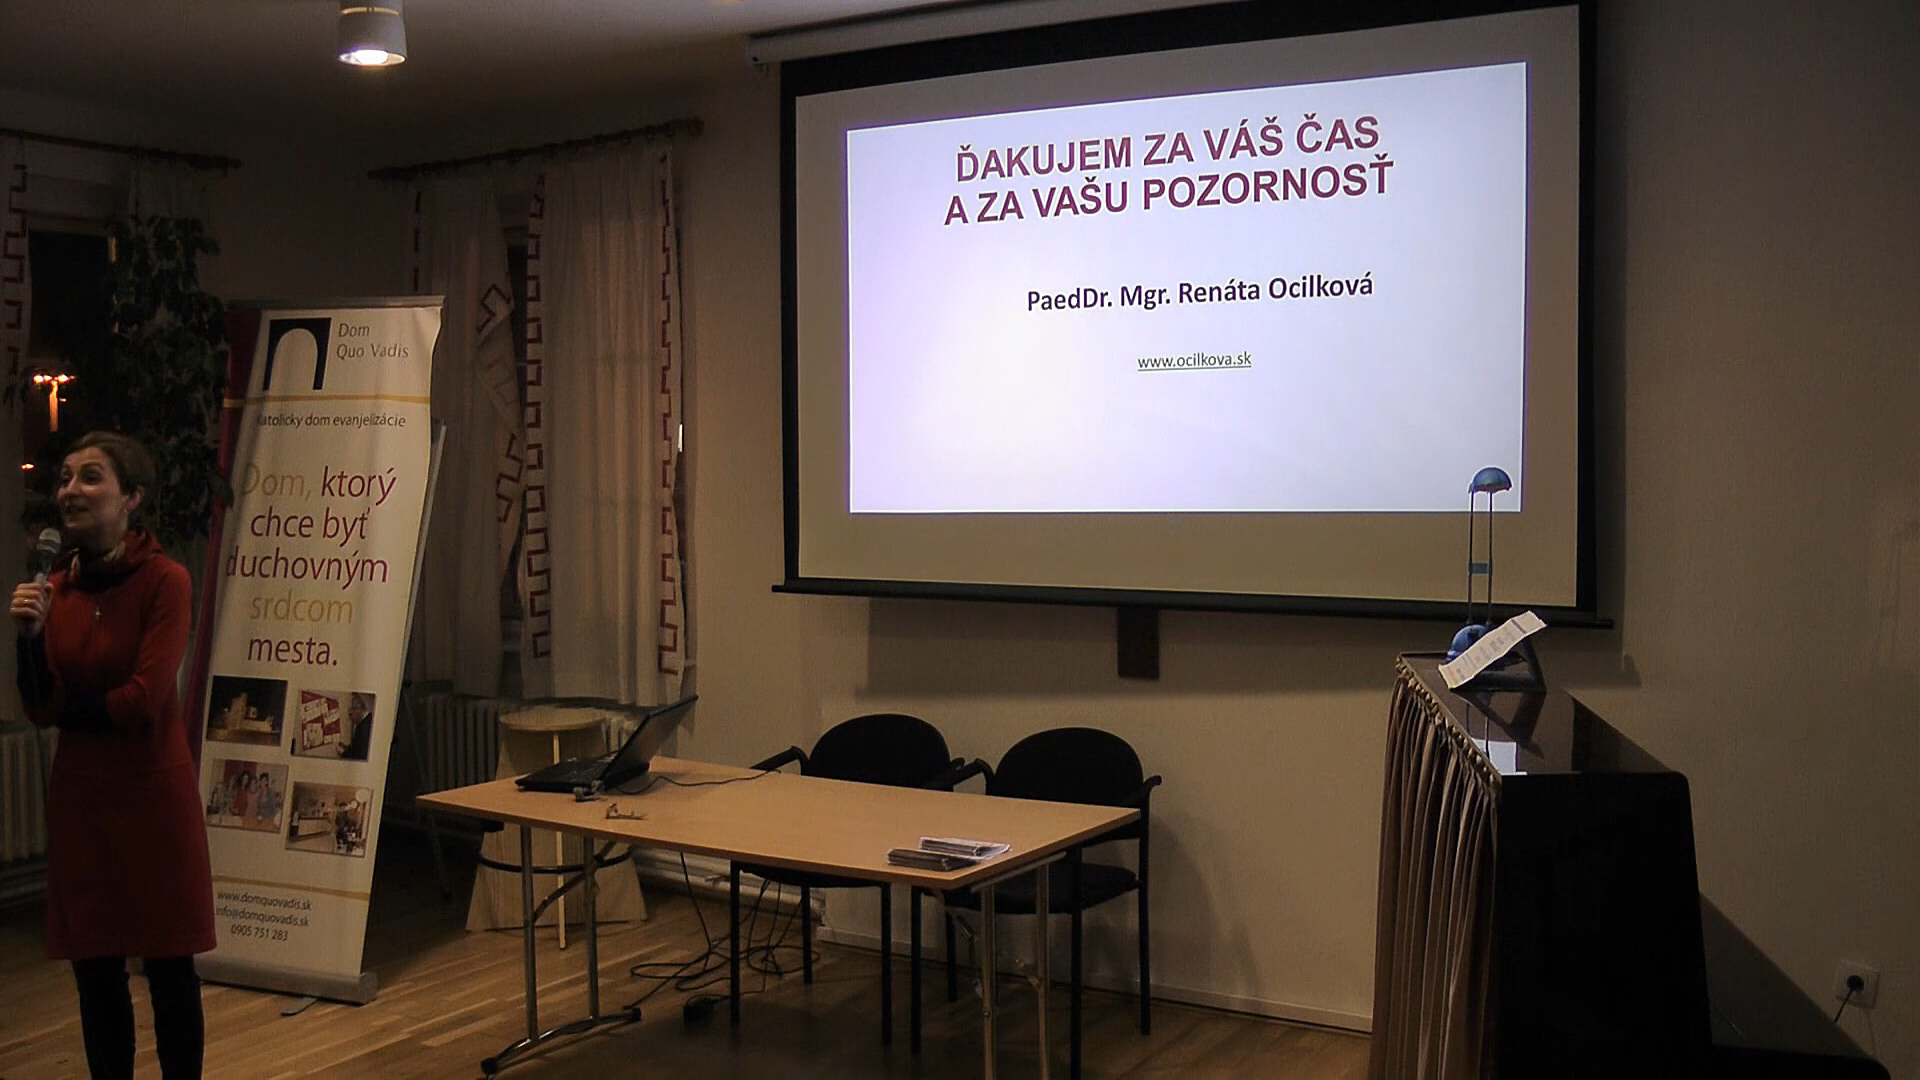 ĎAKUJEM ZA VÁŠ ČAS
A ZA VAŠU POZORNOSŤ
PaedDr. Mgr. Renáta Ocilková
www.ocilkova.sk
Dom
Quo Vadis
Katolícky dom evanjelizácie
Dom, ktorý
chce byť
duchovným
srdcom
mesta.
www.domquovadis.sk
info@domquovadis.sk
0905 751 283